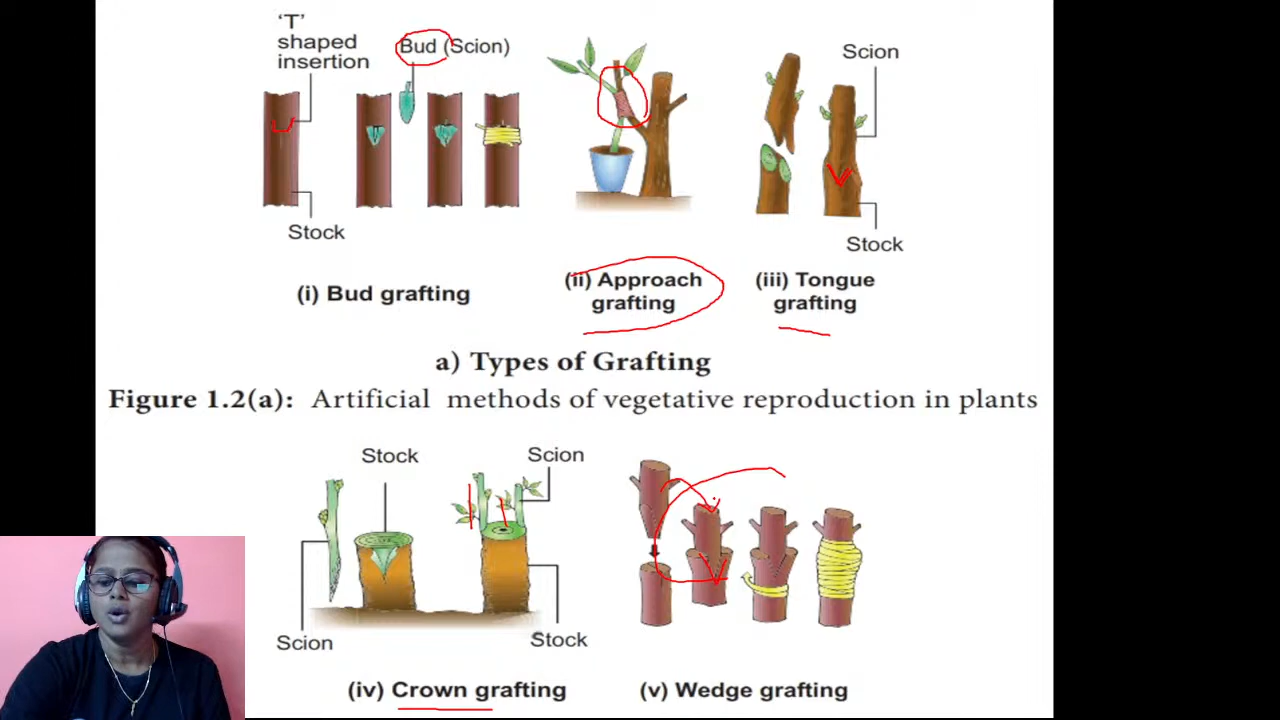 ‘T’
shaped
insertion
Bud (Scion)
Stock
(i) Bud grafting
(ii) Approach
grafting
Scion
Stock
(iii) Tongue
grafting
a) Types of Grafting
Figure 1.2(a): Artificial methods of vegetative reproduction in plants
Stock
Scion
Scion
Stock
(iv) Crown grafting
(v) Wedge grafting